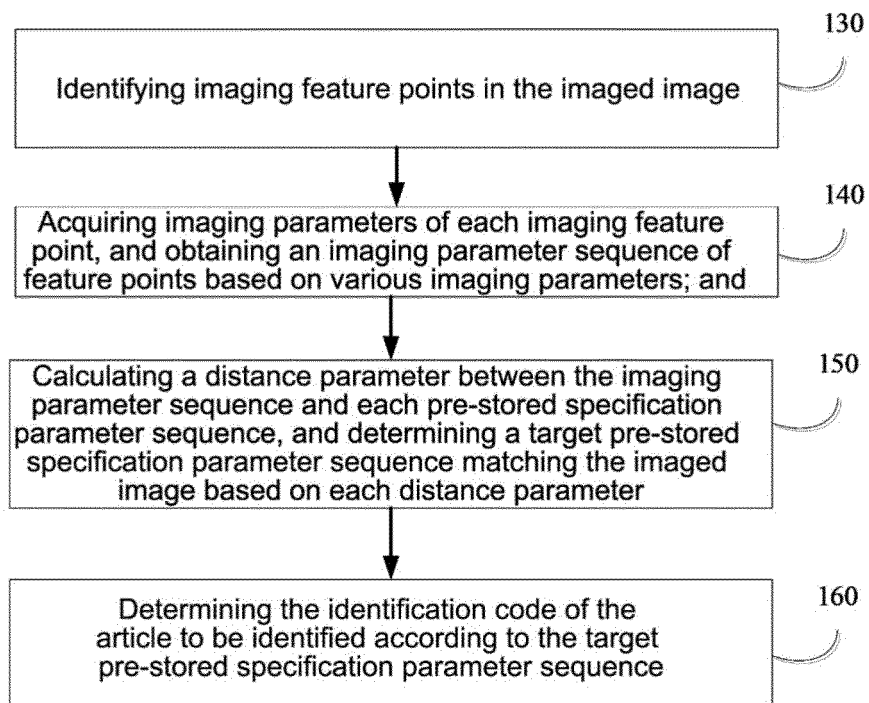 130
Identifying imaging feature points in the imaged image
140
Acquiring imaging parameters of each imaging feature
point, and obtaining an imaging parameter sequence of
feature points based on various imaging parameters; and
150
Calculating a distance parameter between the imaging
parameter sequence and each pre-stored specification
parameter sequence, and determining a target pre-stored
specification parameter sequence matching the imaged
image based on each distance parameter
160
Determining the identification code of the
article to be identified according to the target
pre-stored specification parameter sequence